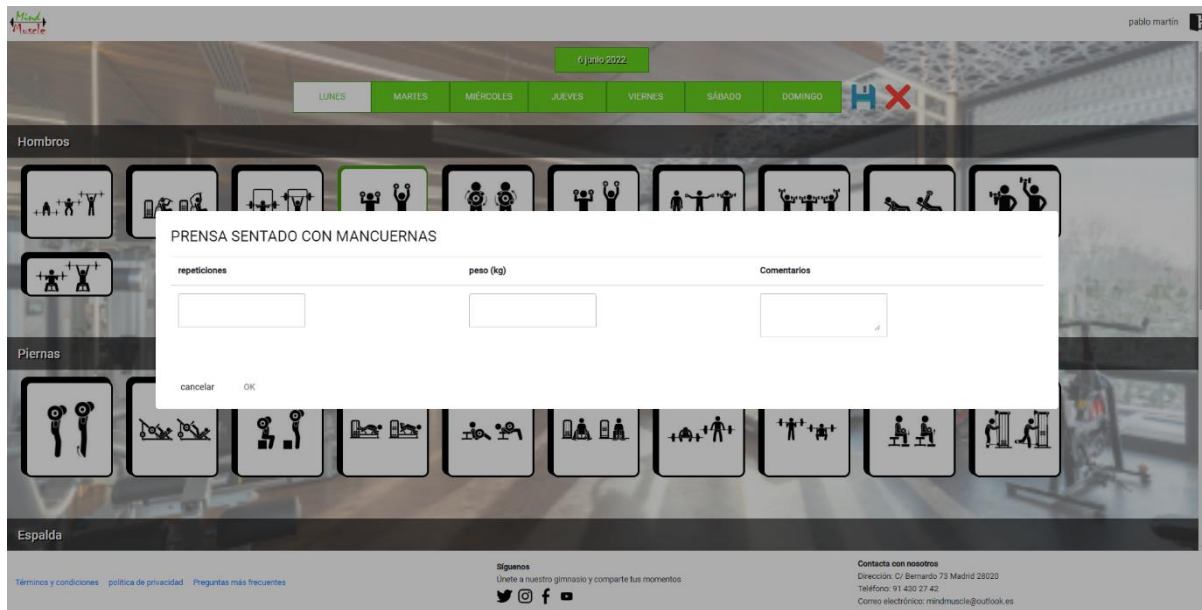 Mind
Muscle
pablo martín
6 junio 2022
LUNES MARTES MIÉRCOLES JUEVES VIERNES SÁBADO DOMINGO
Hombros
PRENSA SENTADO CON MANCUERNAS
repeticiones peso (kg) Comentarios
cancelar OK
Piernas
Espalda
Términos y condiciones política de privacidad Preguntas más frecuentes
Síguenos
Únete a nuestro gimnasio y comparte tus momentos
Contacta con nosotros
Dirección: C/ Bernardo 73 Madrid 28020
Teléfono: 91 430 27 42
Correo electrónico: mindmuscle@outlook.es